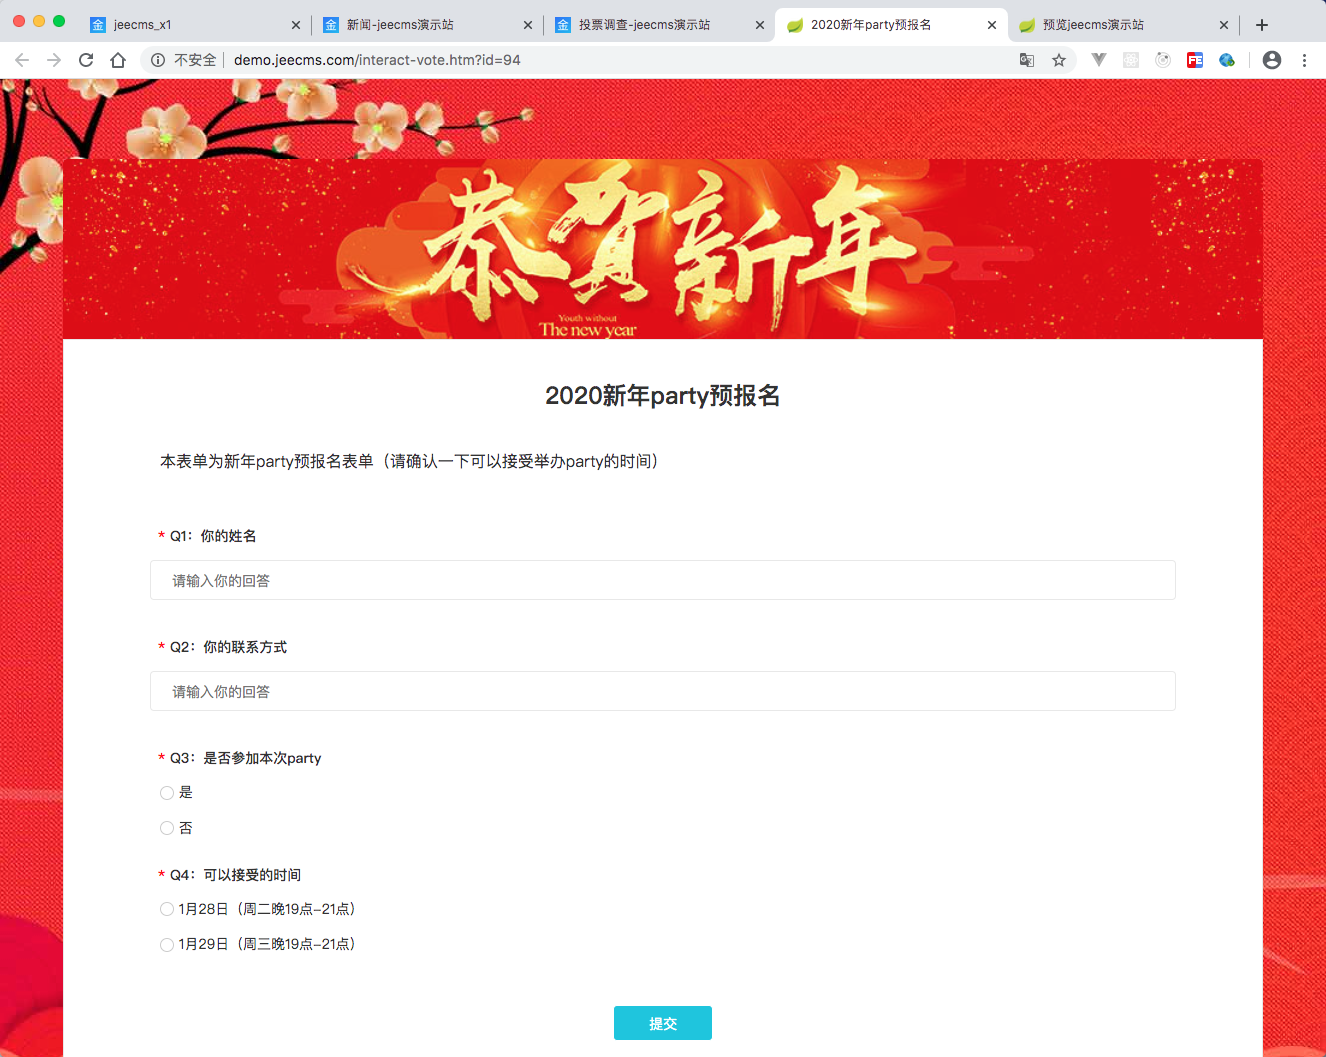 jeecms_x1
新闻-jeecms演示站
投票调查-jeecms演示站
2020新年party预报名
预览jeecms演示站
不安全
demo.jeecms.com/interact-vote.htm?id=94
FE
恭贺新年
Youth without
The new year
2020新年party预报名
本表单为新年party预报名表单（请确认一下可以接受举办party的时间）
* Q1：你的姓名
请输入你的回答
* Q2：你的联系方式
请输入你的回答
* Q3：是否参加本次party
是
否
* Q4：可以接受的时间
1月28日（周二晚19点-21点）
1月29日（周三晚19点-21点）
提交